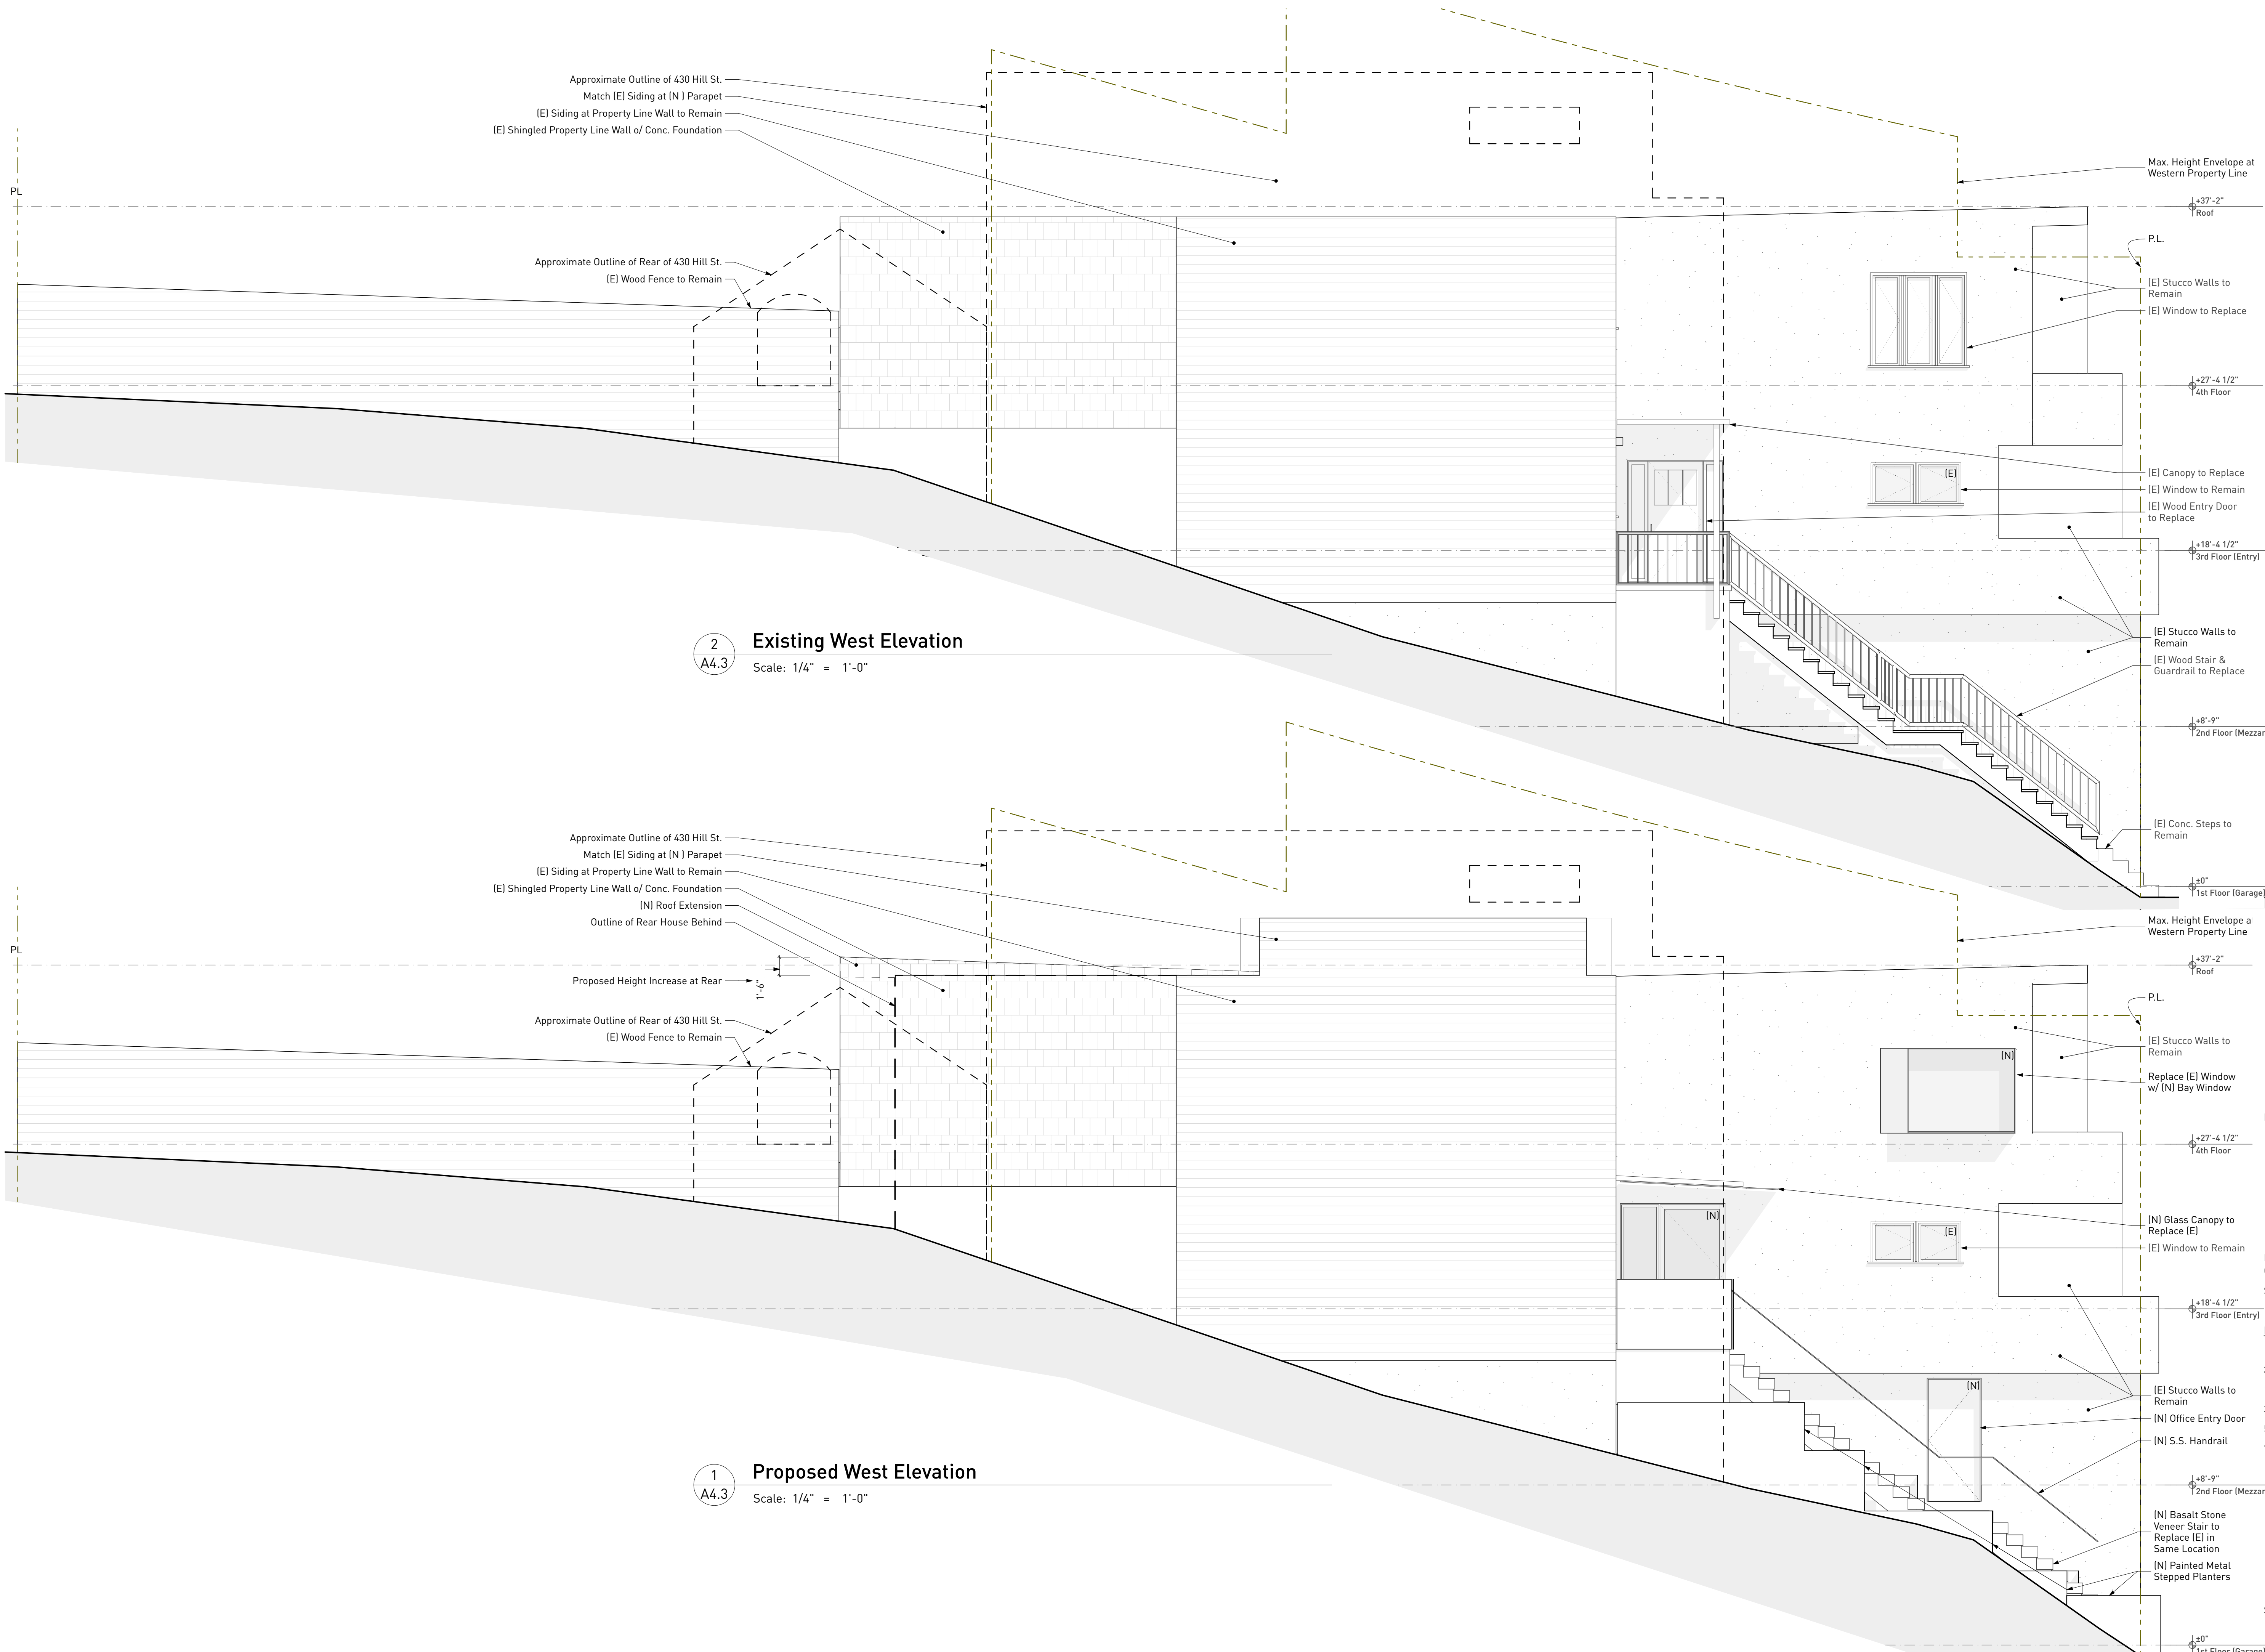 Approximate Outline of 430 Hill St.
Match (E) Siding at (N ) Parapet
(E) Siding at Property Line Wall to Remain
(E) Shingled Property Line Wall o/ Conc. Foundation
PL
Approximate Outline of Rear of 430 Hill St.
(E) Wood Fence to Remain
Max. Height Envelope at
Western Property Line
+37'-2"
Roof
P.L.
(E) Stucco Walls to
Remain
(E) Window to Replace
+27'-4 1/2"
4th Floor
(E)
(E) Canopy to Replace
(E) Window to Remain
(E) Wood Entry Door
to Replace
+18'-4 1/2"
3rd Floor (Entry)
(E) Stucco Walls to
Remain
(E) Wood Stair &
Guardrail to Replace
+8'-9"
2nd Floor (Mezzan
(E) Conc. Steps to
Remain
±0"
1st Floor (Garage)
2
A4.3
Existing West Elevation
Scale: 1/4" = 1'-0"
Approximate Outline of 430 Hill St.
Match (E) Siding at (N ) Parapet
(E) Siding at Property Line Wall to Remain
(E) Shingled Property Line Wall o/ Conc. Foundation
(N) Roof Extension
Outline of Rear House Behind
PL
Proposed Height Increase at Rear
1'-6"
Approximate Outline of Rear of 430 Hill St.
(E) Wood Fence to Remain
Max. Height Envelope a
Western Property Line
+37'-2"
Roof
P.L.
(E) Stucco Walls to
Remain
(N)
Replace (E) Window
w/ (N) Bay Window
+27'-4 1/2"
4th Floor
(N)
(E)
(N) Glass Canopy to
Replace (E)
(E) Window to Remain
+18'-4 1/2"
3rd Floor (Entry)
(N)
(E) Stucco Walls to
Remain
(N) Office Entry Door
(N) S.S. Handrail
+8'-9"
2nd Floor (Mezzan
(N) Basalt Stone
Veneer Stair to
Replace (E) in
Same Location
(N) Painted Metal
Stepped Planters
±0"
1st Floor (Garage)
1
A4.3
Proposed West Elevation
Scale: 1/4" = 1'-0"